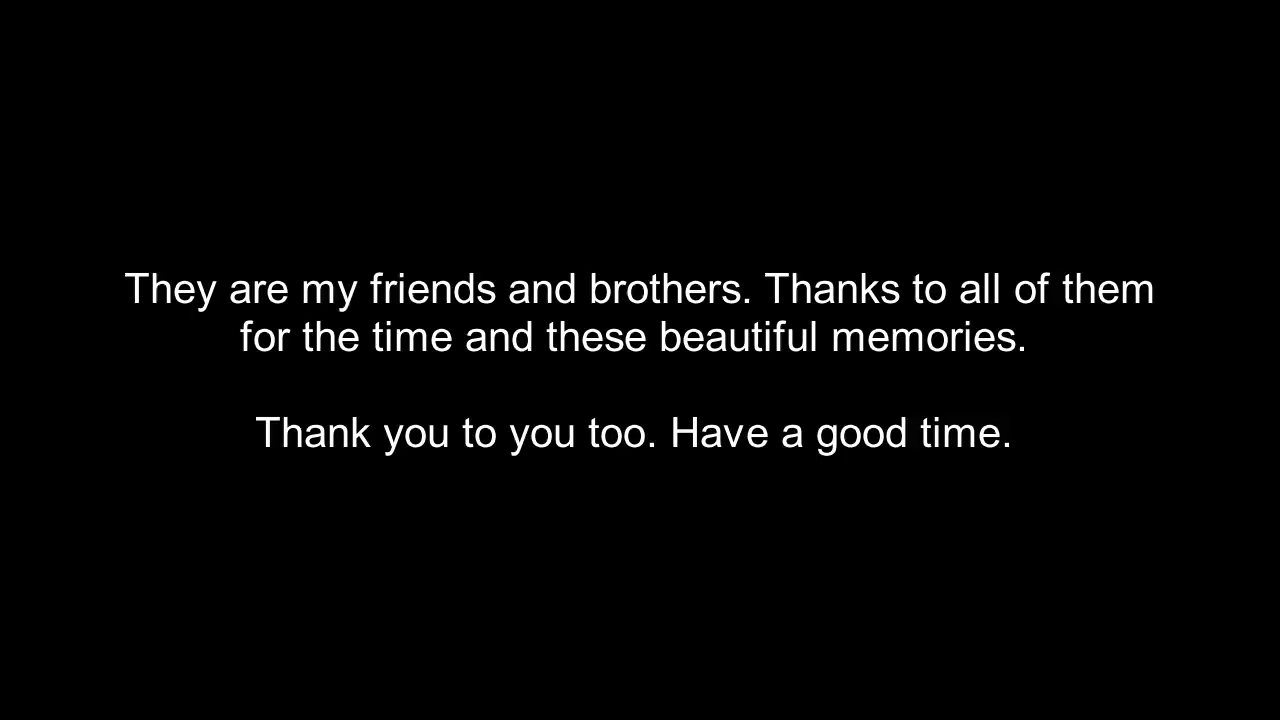 They are my friends and brothers. Thanks to all of them
for the time and these beautiful memories.
Thank you to you too. Have a good time.